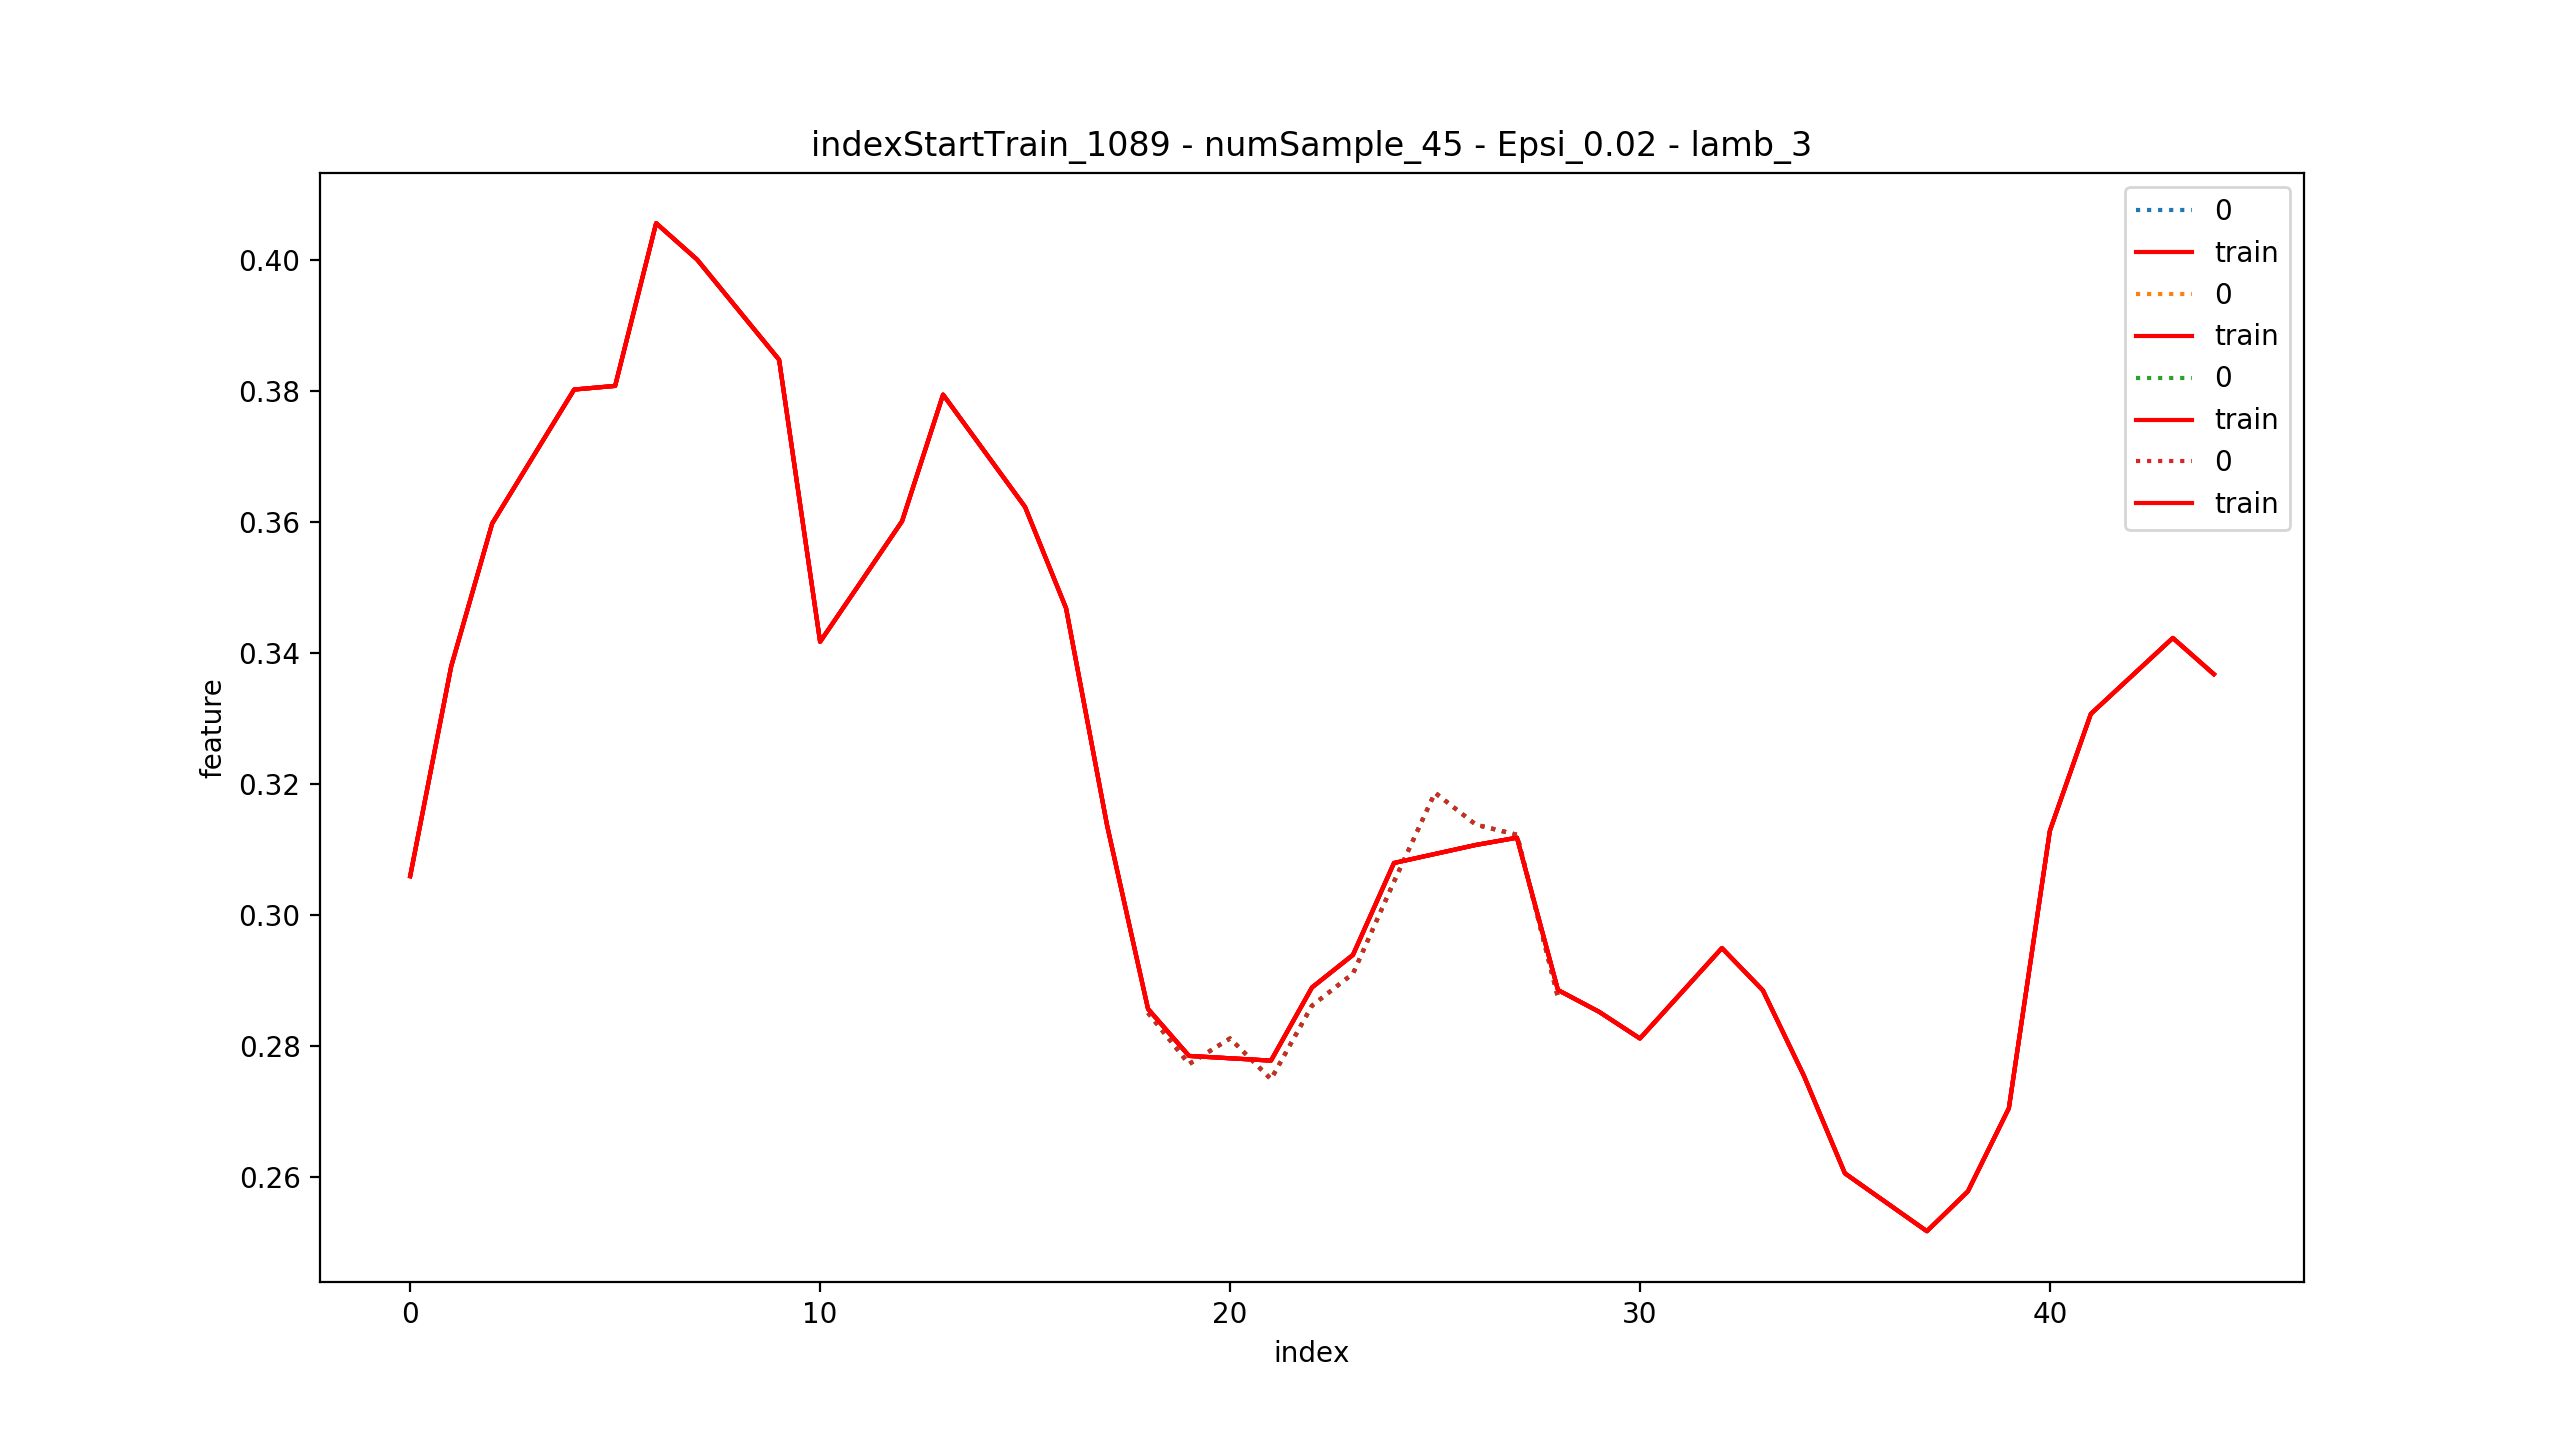 indexStartTrain_1089 - numSample_45 - Epsi_0.02 - lamb_3
0
train
0
train
0
train
0
train
0.40
0.38
0.36
0.34
0.32
0.30
0.28
0.26
feature
0 10 20 30 40
index